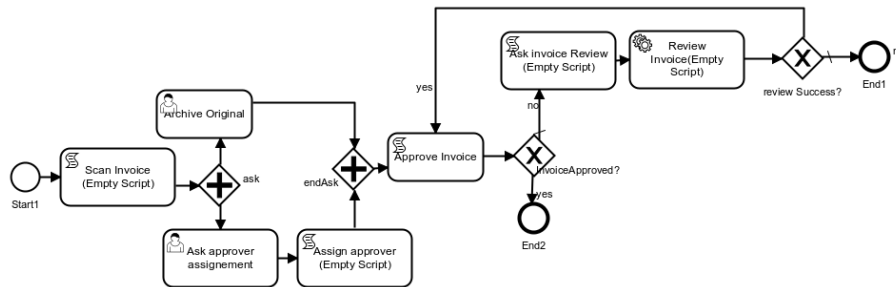 Ask invoice Review
(Empty Script)
Review
Invoice(Empty
Script)
n
End1
yes
review Success?
no
Archive Original
Scan Invoice
(Empty Script)
ask
endAsk
Approve Invoice
InvoiceApproved?
yes
Start1
Ask approver
assignement
Assign approver
(Empty Script)
End2